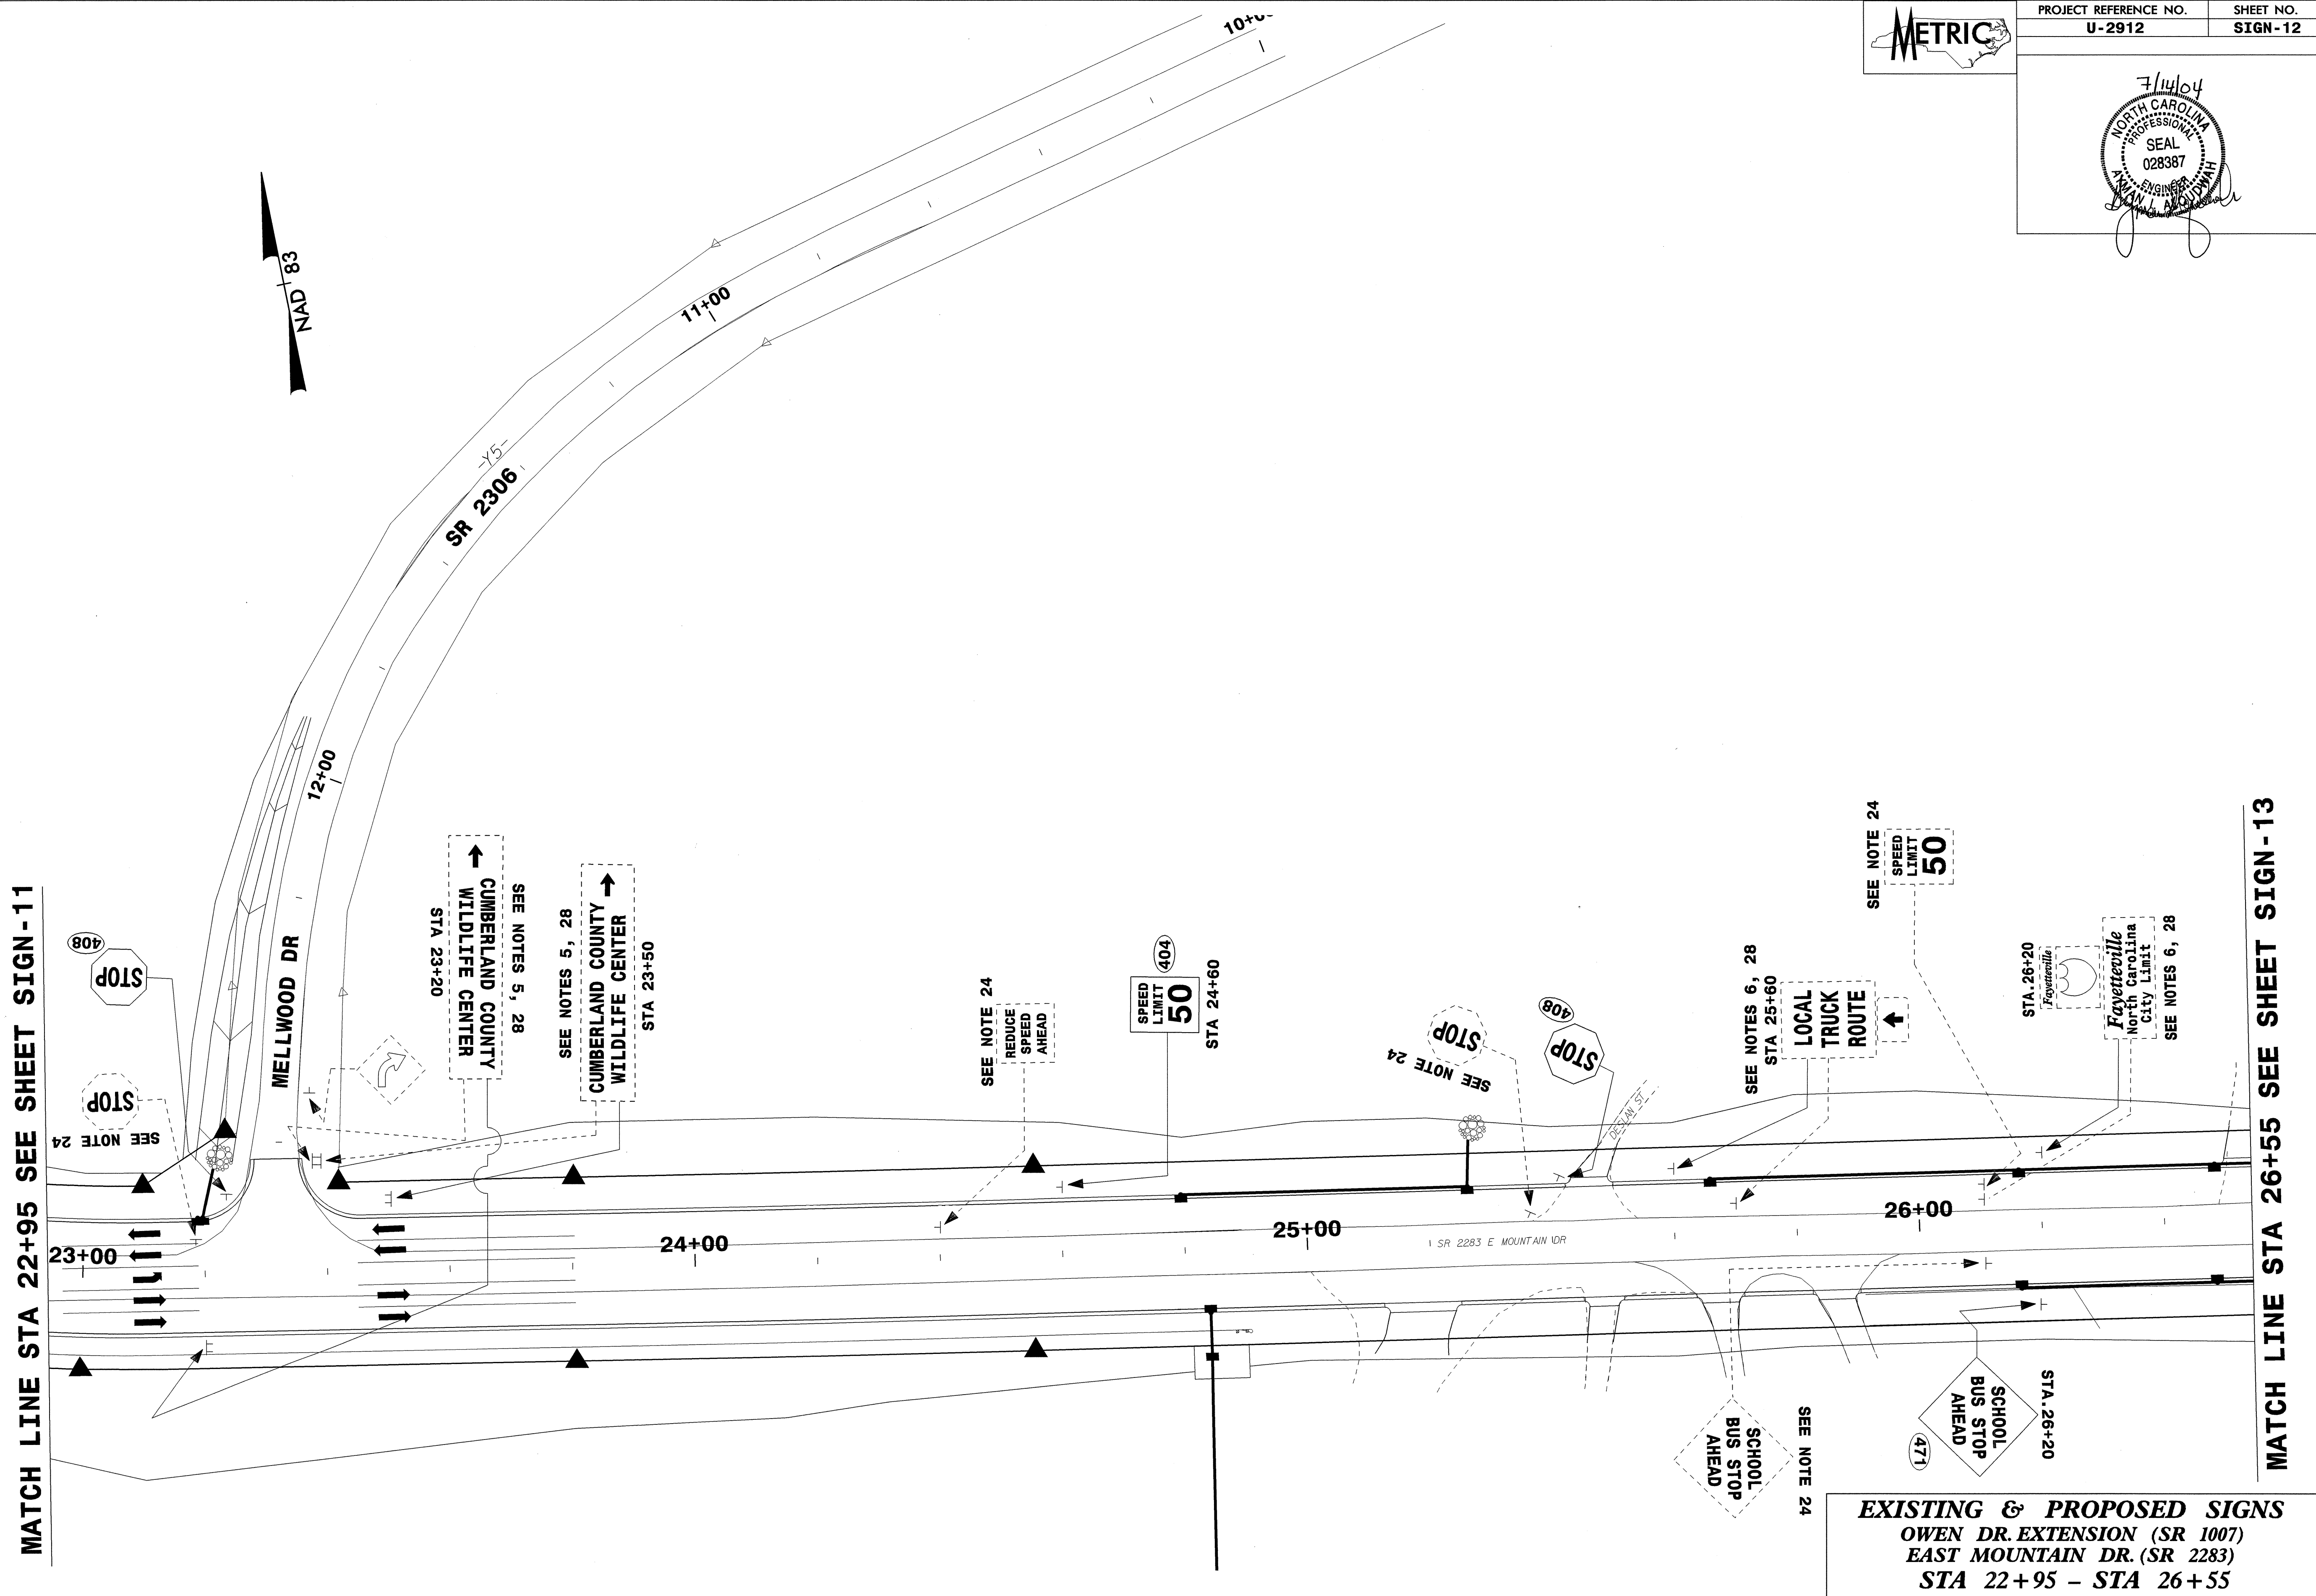 METRIC
PROJECT REFERENCE NO.
SHEET NO.
U-2912
SIGN-12
7/14/04
NORTH CAROLINA
PROFESSIONAL
SEAL
028387
ENGINEER
AYMAN I. ALQUDWAH
10+00
NAD 83
11+00
-Y5-
SR 2306
12+00
MELLWOOD DR
MATCH LINE STA 22+95 SEE SHEET SIGN-11
408
STOP
STOP
SEE NOTE 24
STA 23+20
CUMBERLAND COUNTY
WILDLIFE CENTER
SEE NOTES 5, 28
SEE NOTES 5, 28
CUMBERLAND COUNTY
WILDLIFE CENTER
STA 23+50
SEE NOTE 24
REDUCE
SPEED
AHEAD
404
SPEED
LIMIT
50
STA 24+60
STOP
SEE NOTE 24
408
STOP
DESLAN ST
SEE NOTES 6, 28
STA 25+60
LOCAL
TRUCK
ROUTE
SEE NOTE 24
SPEED
LIMIT
50
STA.26+20
Fayetteville
Fayetteville
North Carolina
City Limit
SEE NOTES 6, 28
23+00
24+00
25+00
26+00
SR 2283 E MOUNTAIN DR
SCHOOL
BUS STOP
AHEAD
SEE NOTE 24
SCHOOL
BUS STOP
AHEAD
471
STA.26+20
MATCH LINE STA 26+55 SEE SHEET SIGN-13
EXISTING & PROPOSED SIGNS
OWEN DR. EXTENSION (SR 1007)
EAST MOUNTAIN DR. (SR 2283)
STA 22+95 – STA 26+55